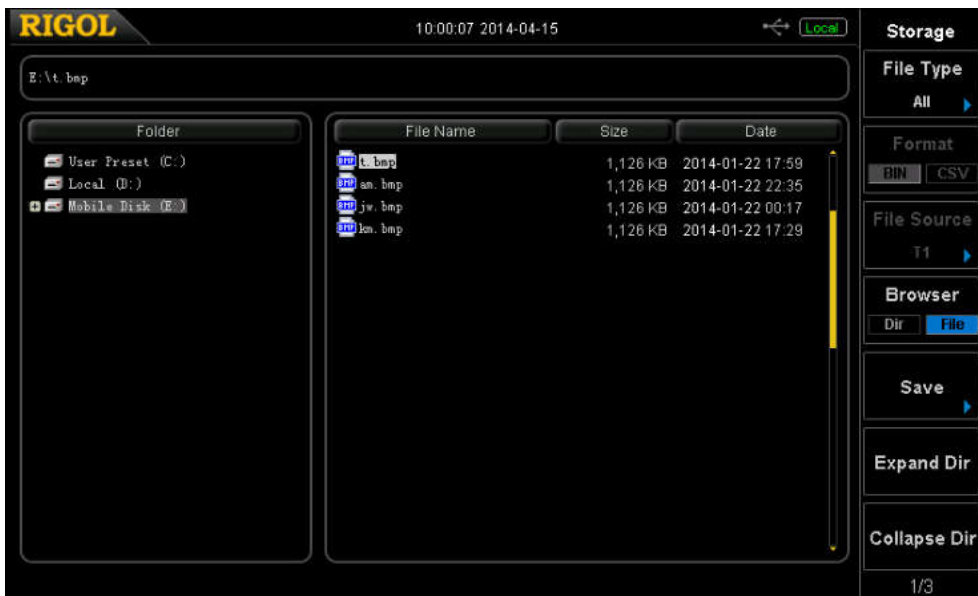 RIGOL 10:00:07 2014-04-15 Local Storage
E:\t.bmp
File Type
All
Format
BIN CSV
File Source
T1
Browser
Dir File
Save
Expand Dir
Collapse Dir
1/3
Folder
User Preset (C:)
Local (D:)
Mobile Disk (E:)
File Name Size Date
BMP t.bmp 1,126 KB 2014-01-22 17:59
BMP am.bmp 1,126 KB 2014-01-22 22:35
BMP jw.bmp 1,126 KB 2014-01-22 00:17
BMP km.bmp 1,126 KB 2014-01-22 17:29